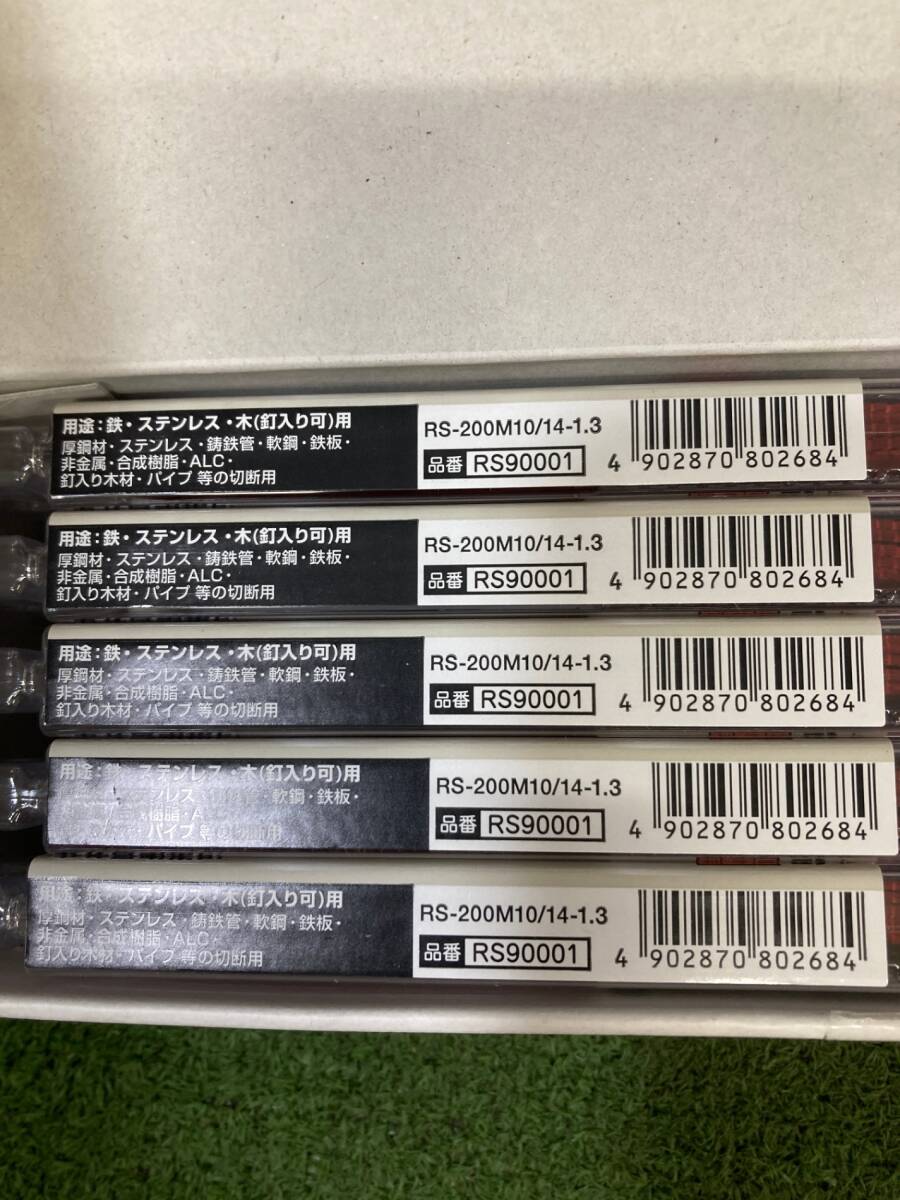 用途：鉄・ステンレス・木(釘入り可)用
厚鋼材・ステンレス・鋳鉄管・軟鋼・鉄板・
非金属・合成樹脂・ALC・
釘入り木材・パイプ 等の切断用
RS-200M10/14-1.3
品番 RS90001
4 902870 802684
用途：鉄・ステンレス・木(釘入り可)用
厚鋼材・ステンレス・鋳鉄管・軟鋼・鉄板・
非金属・合成樹脂・ALC・
釘入り木材・パイプ 等の切断用
RS-200M10/14-1.3
品番 RS90001
4 902870 802684
用途：鉄・ステンレス・木(釘入り可)用
厚鋼材・ステンレス・鋳鉄管・軟鋼・鉄板・
非金属・合成樹脂・ALC・
釘入り木材・パイプ 等の切断用
RS-200M10/14-1.3
品番 RS90001
4 902870 802684
用途：鉄・ステンレス・木(釘入り可)用
ンレス・鋳鉄管・軟鋼・鉄板・
樹脂・A
パイプ 等の切断用
RS-200M10/14-1.3
品番 RS90001
4 902870 802684
用途：鉄・ステンレス・木(釘入り可)用
厚鋼材・ステンレス・鋳鉄管・軟鋼・鉄板・
非金属・合成樹脂・ALC・
釘入り木材・パイプ 等の切断用
RS-200M10/14-1.3
品番 RS90001
4 902870 802684